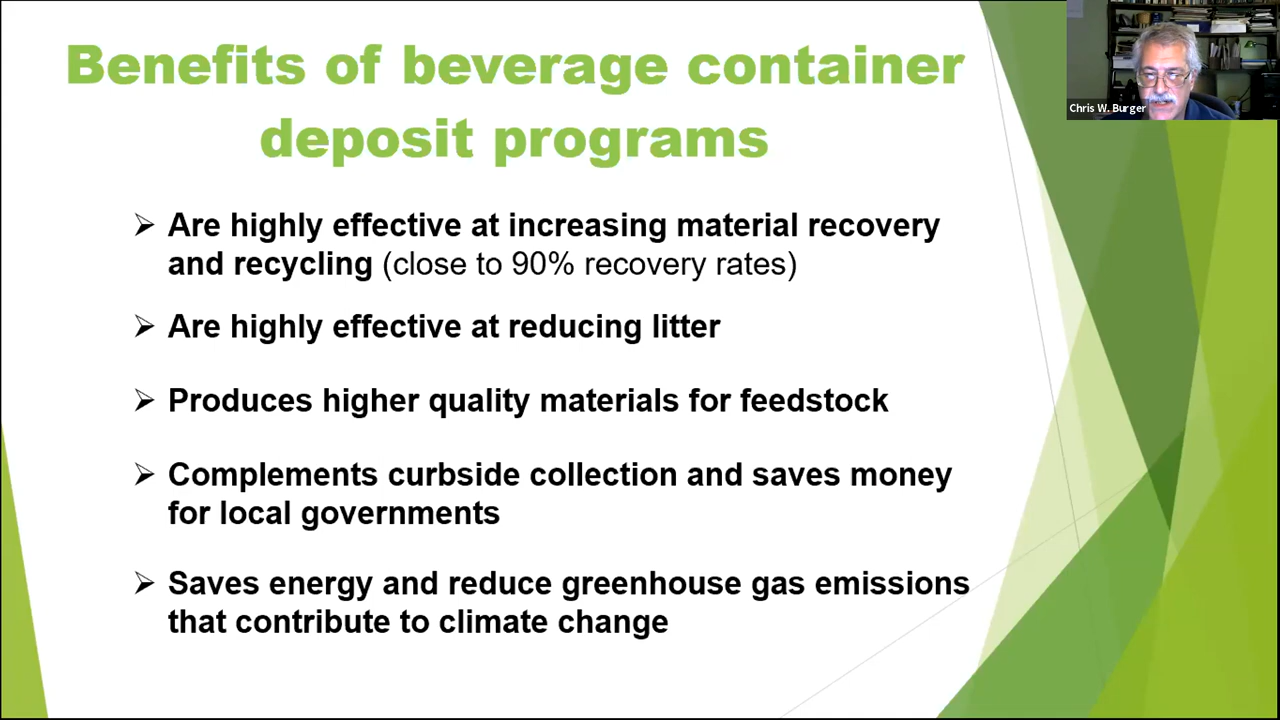 Benefits of beverage container
deposit programs
Chris W. Burger
➢ Are highly effective at increasing material recovery
and recycling (close to 90% recovery rates)
➢ Are highly effective at reducing litter
➢ Produces higher quality materials for feedstock
➢ Complements curbside collection and saves money
for local governments
➢ Saves energy and reduce greenhouse gas emissions
that contribute to climate change